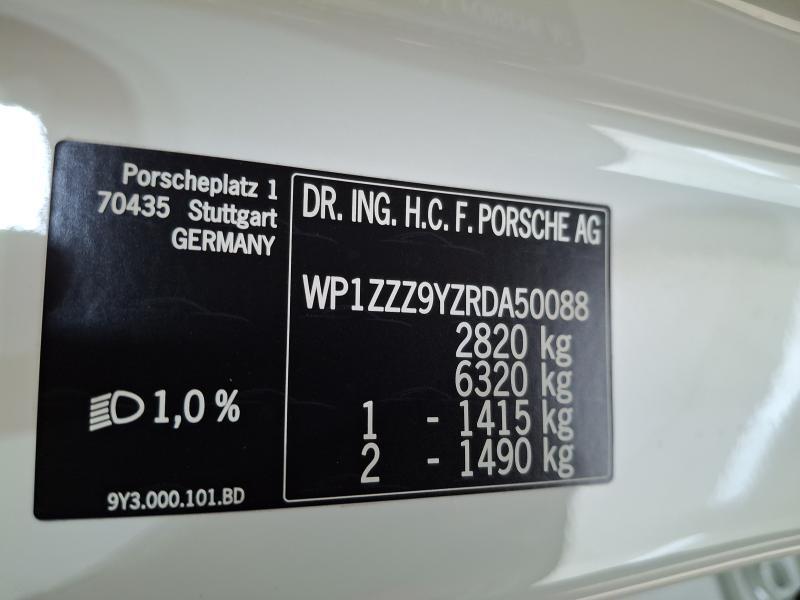 Porscheplatz 1
70435 Stuttgart
GERMANY
1,0 %
9Y3.000.101.BD
DR. ING. H.C. F. PORSCHE AG
WP1ZZZ9YZRDA50088
2820 kg
6320 kg
1 - 1415 kg
2 - 1490 kg